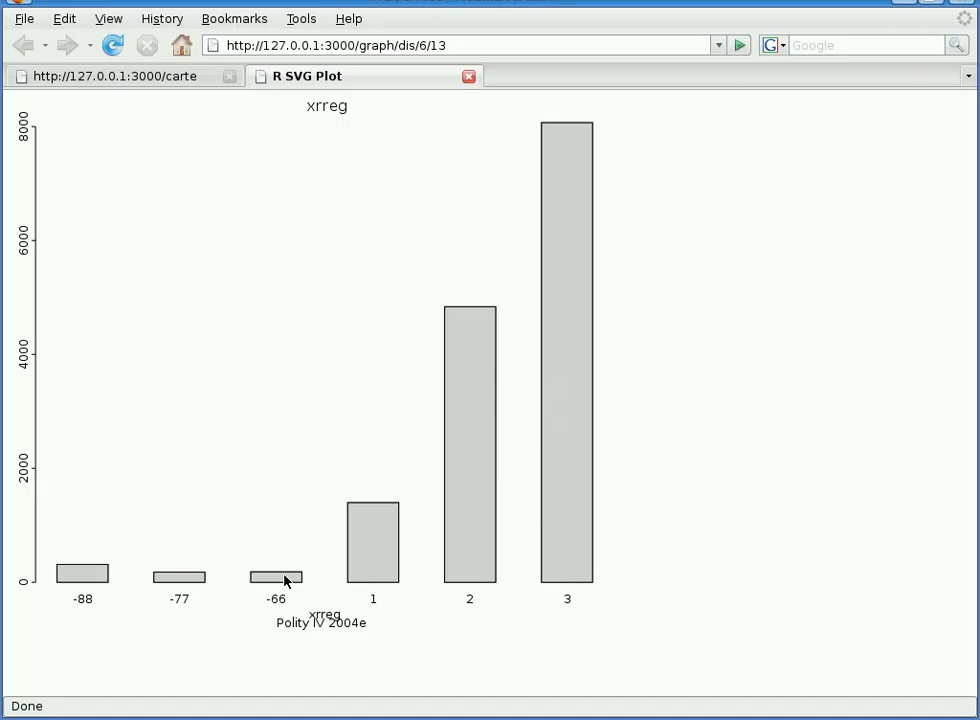 File Edit View History Bookmarks Tools Help
http://127.0.0.1:3000/graph/dis/6/13
G
Google
http://127.0.0.1:3000/carte
R SVG Plot
xrreg
8000
6000
4000
2000
0
-88 -77 -66 1 2 3
xrreg
Polity IV 2004e
Done